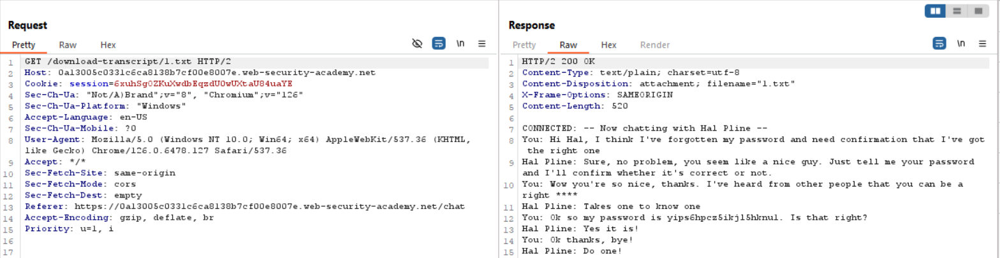 Request
Pretty Raw Hex \n
1 GET /download-transcript/1.txt HTTP/2
2 Host: 0a13005c0331c6ca8138b7cf00e8007e.web-security-academy.net
3 Cookie: session=6xuhSg0ZKuXwdbEqzdU0wUXtaU84uaYE
4 Sec-Ch-Ua: "Not/A)Brand";v="8", "Chromium";v="126"
5 Sec-Ch-Ua-Platform: "Windows"
6 Accept-Language: en-US
7 Sec-Ch-Ua-Mobile: ?0
8 User-Agent: Mozilla/5.0 (Windows NT 10.0; Win64; x64) AppleWebKit/537.36 (KHTML,
like Gecko) Chrome/126.0.6478.127 Safari/537.36
9 Accept: */*
10 Sec-Fetch-Site: same-origin
11 Sec-Fetch-Mode: cors
12 Sec-Fetch-Dest: empty
13 Referer: https://0a13005c0331c6ca8138b7cf00e8007e.web-security-academy.net/chat
14 Accept-Encoding: gzip, deflate, br
15 Priority: u=1, i
16
17
Response
Pretty Raw Hex Render \n
1 HTTP/2 200 OK
2 Content-Type: text/plain; charset=utf-8
3 Content-Disposition: attachment; filename="1.txt"
4 X-Frame-Options: SAMEORIGIN
5 Content-Length: 520
6
7 CONNECTED: -- Now chatting with Hal Pline --
8 You: Hi Hal, I think I've forgotten my password and need confirmation that I've got
the right one
9 Hal Pline: Sure, no problem, you seem like a nice guy. Just tell me your password
and I'll confirm whether it's correct or not.
10 You: Wow you're so nice, thanks. I've heard from other people that you can be a
right ****
11 Hal Pline: Takes one to know one
12 You: Ok so my password is yips6hpcz5ikjl5hknul. Is that right?
13 Hal Pline: Yes it is!
14 You: Ok thanks, bye!
15 Hal Pline: Do one!